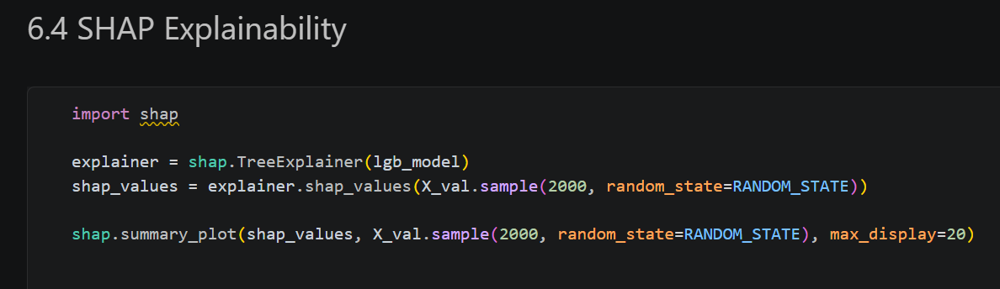 6.4 SHAP Explainability
import shap
explainer = shap.TreeExplainer(lgb_model)
shap_values = explainer.shap_values(X_val.sample(2000, random_state=RANDOM_STATE))
shap.summary_plot(shap_values, X_val.sample(2000, random_state=RANDOM_STATE), max_display=20)